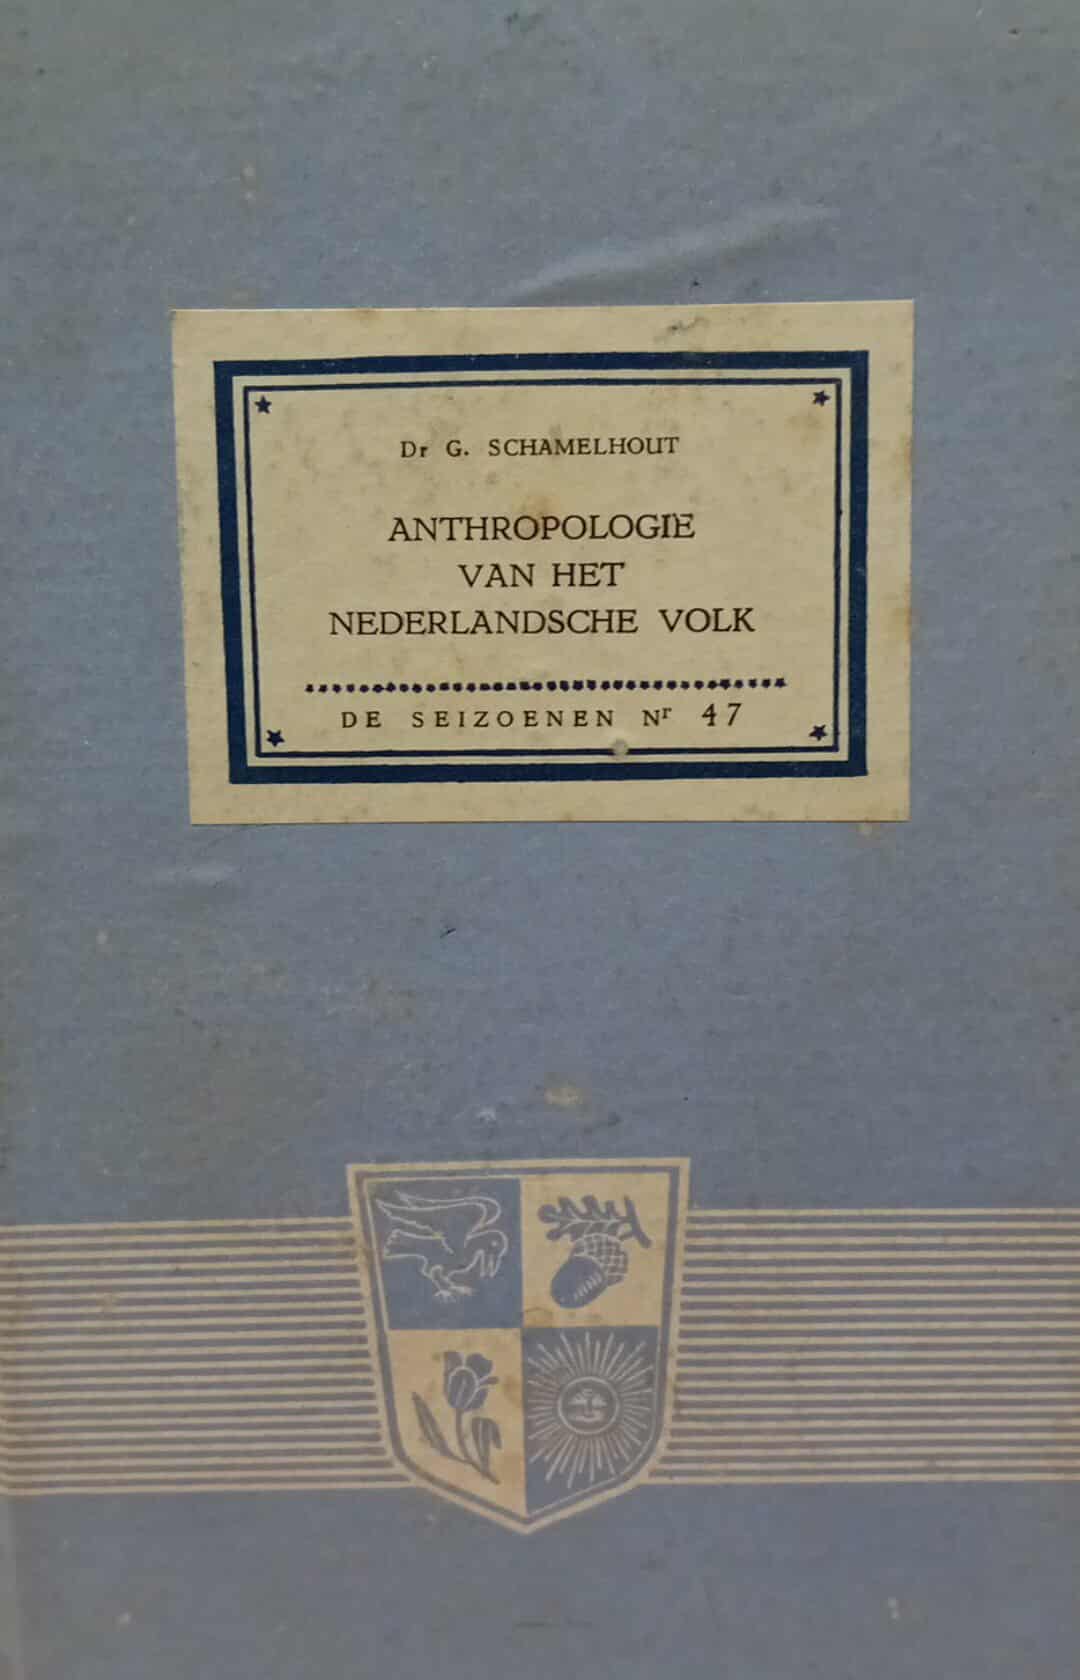 Dr G. SCHAMELHOUT
ANTHROPOLOGIE
VAN HET
NEDERLANDSCHE VOLK
DE SEIZOENEN Nr 47